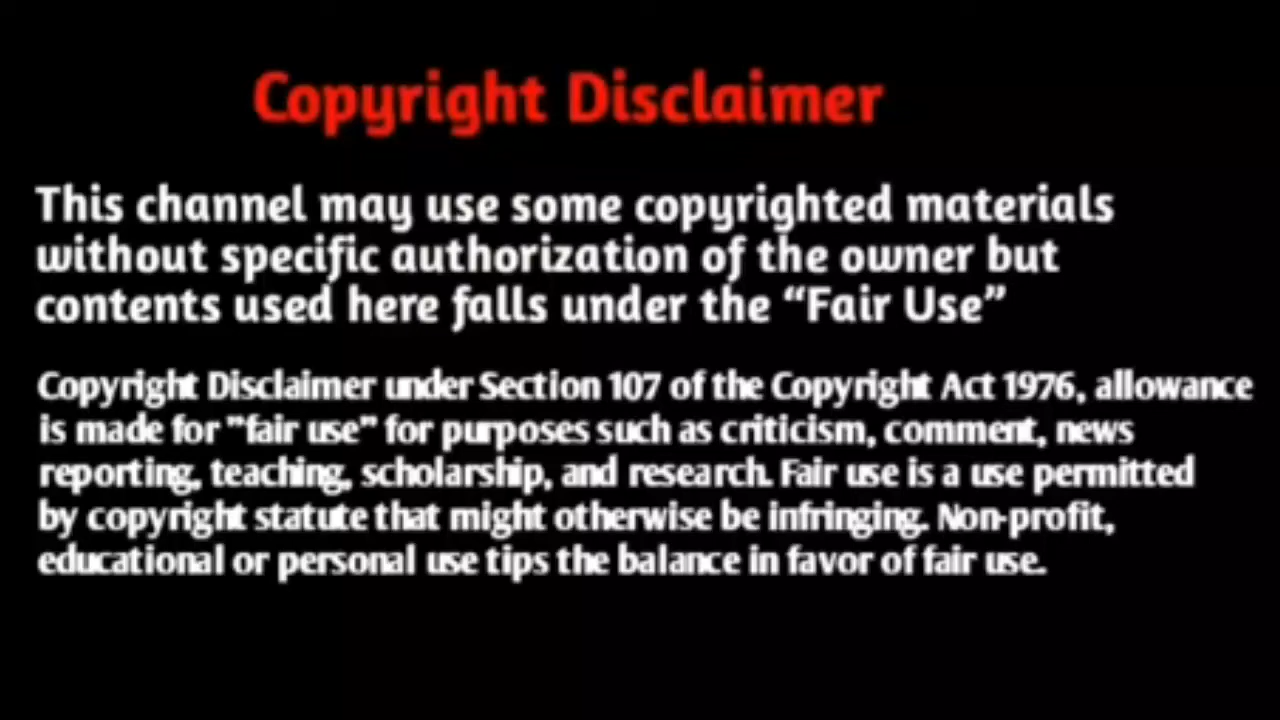 Copyright Disclaimer
This channel may use some copyrighted materials
without specific authorization of the owner but
contents used here falls under the “Fair Use”
Copyright Disclaimer under Section 107 of the Copyright Act 1976, allowance
is made for "fair use" for purposes such as criticism, comment, news
reporting, teaching, scholarship, and research. Fair use is a use permitted
by copyright statute that might otherwise be infringing. Non-profit,
educational or personal use tips the balance in favor of fair use.